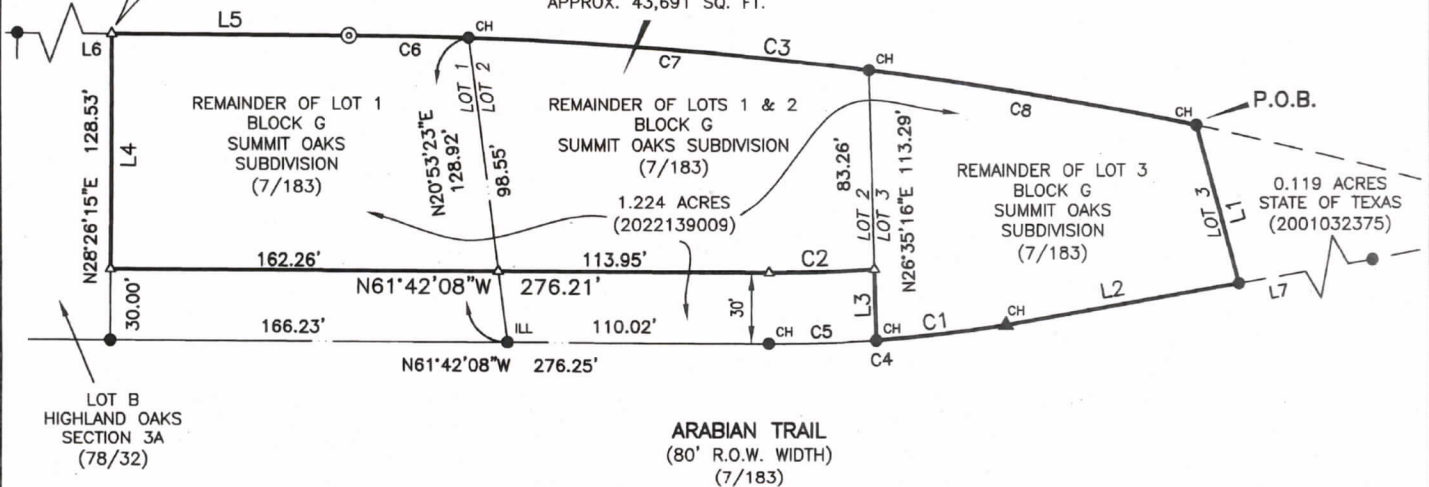 APPROX. 43,691 SQ. FT.
L5
CH
L6
C6
C7
C3
CH
REMAINDER OF LOT 1
BLOCK G
SUMMIT OAKS
SUBDIVISION
(7/183)
LOT 1
LOT 2
REMAINDER OF LOTS 1 & 2
BLOCK G
SUMMIT OAKS SUBDIVISION
(7/183)
C8
CH
P.O.B.
N28°26'15"E 128.53'
L4
N20°53'23"E
128.92'
98.55'
83.26'
LOT 2
LOT 3
N26°35'16"E 113.29'
REMAINDER OF LOT 3
BLOCK G
SUMMIT OAKS
SUBDIVISION
(7/183)
LOT 3
L1
0.119 ACRES
STATE OF TEXAS
(2001032375)
1.224 ACRES
(2022139009)
162.26'
113.95'
C2
N61°42'08"W 276.21'
30.00'
30'
L3
L2
L7
166.23'
ILL
110.02'
CH
C5
CH
C1
CH
C4
N61°42'08"W 276.25'
LOT B
HIGHLAND OAKS
SECTION 3A
(78/32)
ARABIAN TRAIL
(80' R.O.W. WIDTH)
(7/183)